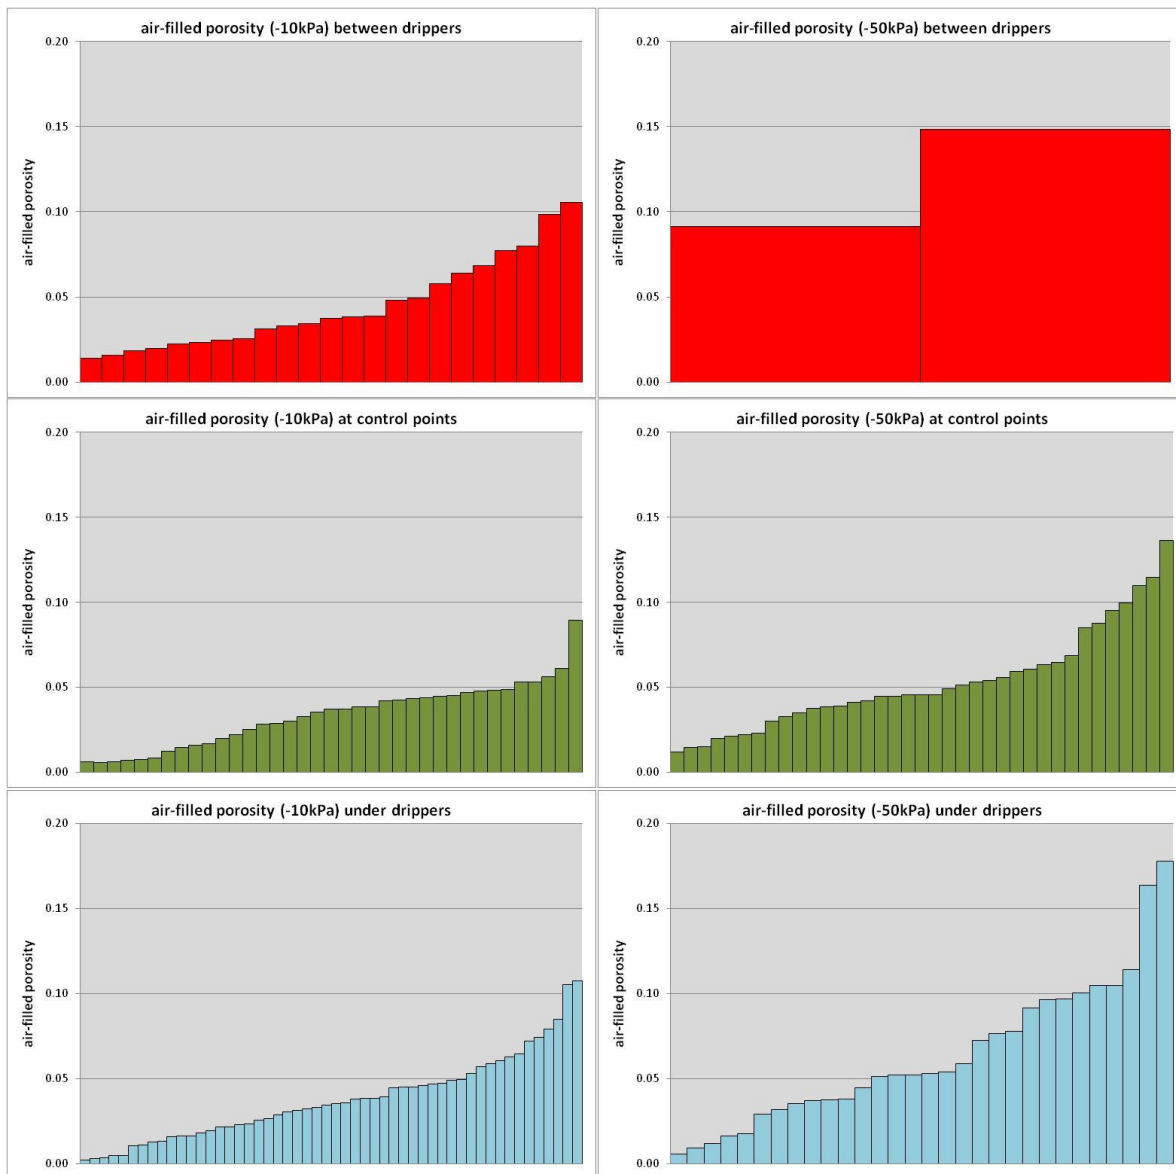 air-filled porosity (-10kPa) between drippers
0.20
0.15
0.10
0.05
0.00
air-filled porosity
air-filled porosity (-50kPa) between drippers
0.20
0.15
0.10
0.05
0.00
air-filled porosity
air-filled porosity (-10kPa) at control points
0.20
0.15
0.10
0.05
0.00
air-filled porosity
air-filled porosity (-50kPa) at control points
0.20
0.15
0.10
0.05
0.00
air-filled porosity
air-filled porosity (-10kPa) under drippers
0.20
0.15
0.10
0.05
0.00
air-filled porosity
air-filled porosity (-50kPa) under drippers
0.20
0.15
0.10
0.05
0.00
air-filled porosity